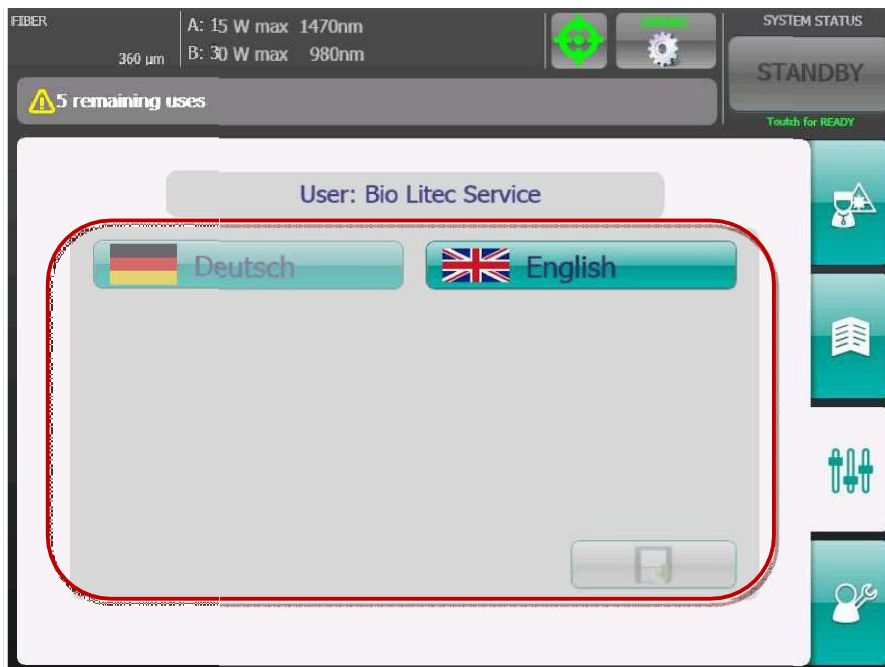 FIBER
360 µm
A: 15 W max 1470nm
B: 30 W max 980nm
SYSTEM STATUS
STANDBY
Toutch for READY
5 remaining uses
User: Bio Litec Service
Deutsch
English